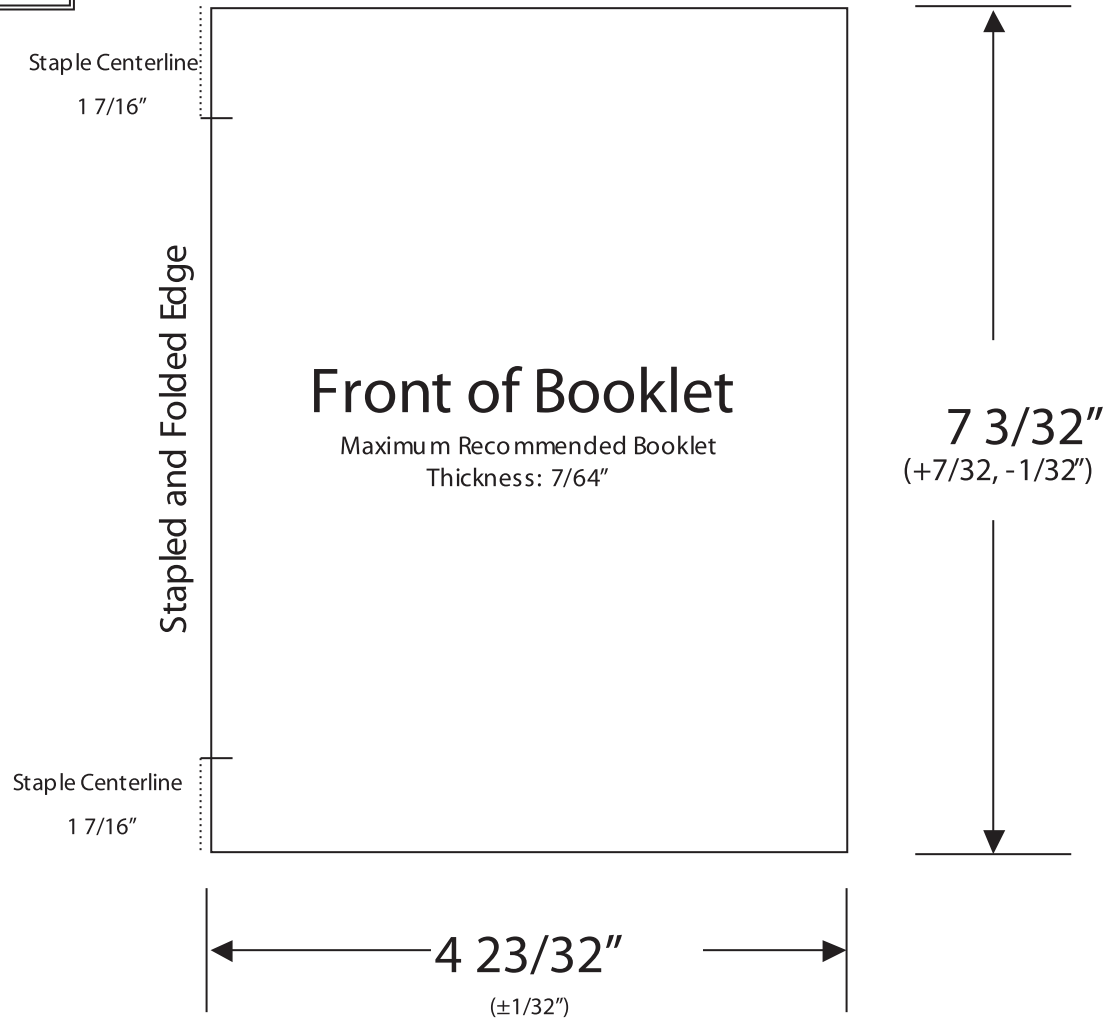 Staple Centerline
1 7/16”
Stapled and Folded Edge
Front of Booklet
Maximum Recommended Booklet
Thickness: 7/64”
7 3/32”
(+7/32, -1/32”)
Staple Centerline
1 7/16”
4 23/32”
(±1/32”)